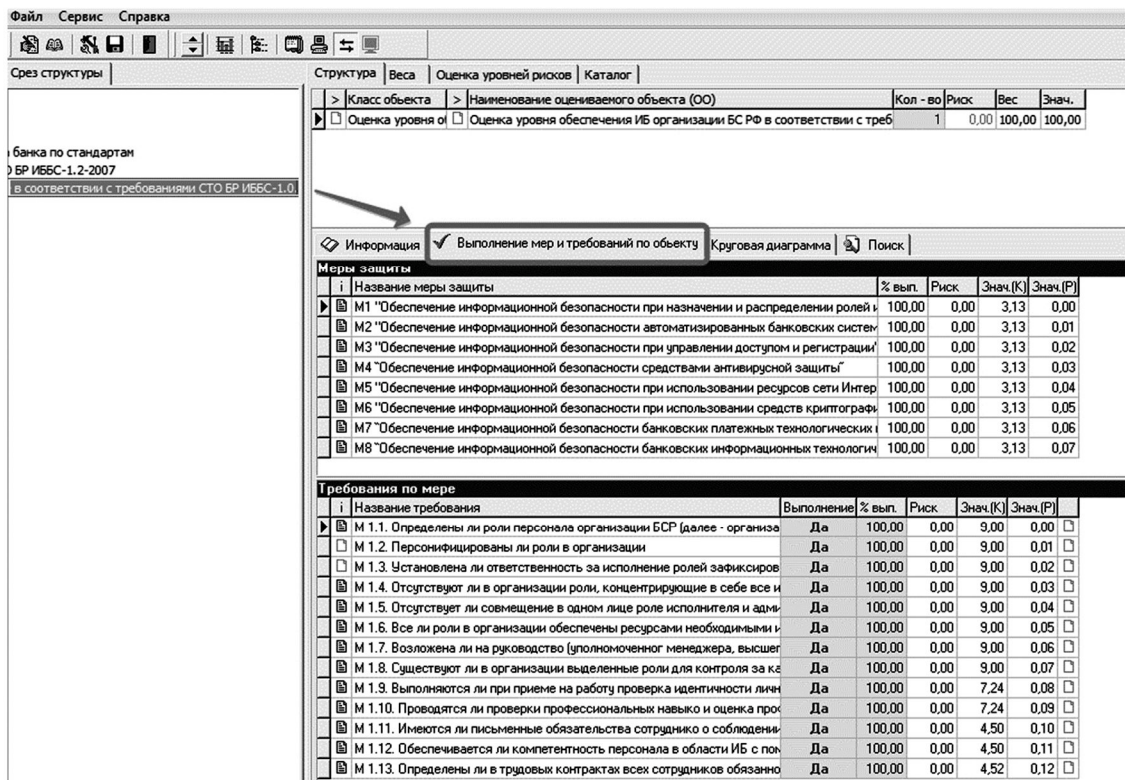 Файл Сервис Справка
Срез структуры
Структура Веса Оценка уровней рисков Каталог
> Класс объекта > Наименование оцениваемого объекта (ОО) Кол - во Риск Вес Знач.
Оценка уровня об Оценка уровня обеспечения ИБ организации БС РФ в соответствии с треб 1 0,00 100,00 100,00
банка по стандартам
БР ИББС-1.2-2007
в соответствии с требованиями СТО БР ИББС-1.0.
Информация Выполнение мер и требований по объекту Круговая диаграмма Поиск
Меры защиты
i Название меры защиты % вып. Риск Знач.(К) Знач.(Р)
М1 "Обеспечение информационной безопасности при назначении и распределении ролей и 100,00 0,00 3,13 0,00
М2 "Обеспечение информационной безопасности автоматизированных банковских систем 100,00 0,00 3,13 0,01
М3 "Обеспечение информационной безопасности при управлении доступом и регистрации" 100,00 0,00 3,13 0,02
М4 "Обеспечение информационной безопасности средствами антивирусной защиты" 100,00 0,00 3,13 0,03
М5 "Обеспечение информационной безопасности при использовании ресурсов сети Интер 100,00 0,00 3,13 0,04
М6 "Обеспечение информационной безопасности при использовании средств криптографи 100,00 0,00 3,13 0,05
М7 "Обеспечение информационной безопасности банковских платежных технологических 100,00 0,00 3,13 0,06
М8 "Обеспечение информационной безопасности банковских информационных технологич 100,00 0,00 3,13 0,07
Требования по мере
i Название требования Выполнение % вып. Риск Знач.(К) Знач.(Р)
М 1.1. Определены ли роли персонала организации БСР (далее - организа Да 100,00 0,00 9,00 0,00
М 1.2. Персонифицированы ли роли в организации Да 100,00 0,00 9,00 0,01
М 1.3. Установлена ли ответственность за исполнение ролей зафиксиров Да 100,00 0,00 9,00 0,02
М 1.4. Отсутствуют ли в организации роли, концентрирующие в себе все и Да 100,00 0,00 9,00 0,03
М 1.5. Отсутствует ли совмещение в одном лице роле исполнителя и адми Да 100,00 0,00 9,00 0,04
М 1.6. Все ли роли в организации обеспечены ресурсами необходимыми и Да 100,00 0,00 9,00 0,05
М 1.7. Возложена ли на руководство (уполномоченног менеджера, высшег Да 100,00 0,00 9,00 0,06
М 1.8. Существуют ли в организации выделенные роли для контроля за ка Да 100,00 0,00 9,00 0,07
М 1.9. Выполняются ли при приеме на работу проверка идентичности личн Да 100,00 0,00 7,24 0,08
М 1.10. Проводятся ли проверки профессиональных навыко и оценка проф Да 100,00 0,00 7,24 0,09
М 1.11. Имеются ли письменные обязательства сотруднико о соблюдении Да 100,00 0,00 4,50 0,10
М 1.12. Обеспечивается ли компетентность персонала в области ИБ с пом Да 100,00 0,00 4,50 0,11
М 1.13. Определены ли в трудовых контрактах всех сотрудников обязанно Да 100,00 0,00 4,52 0,12